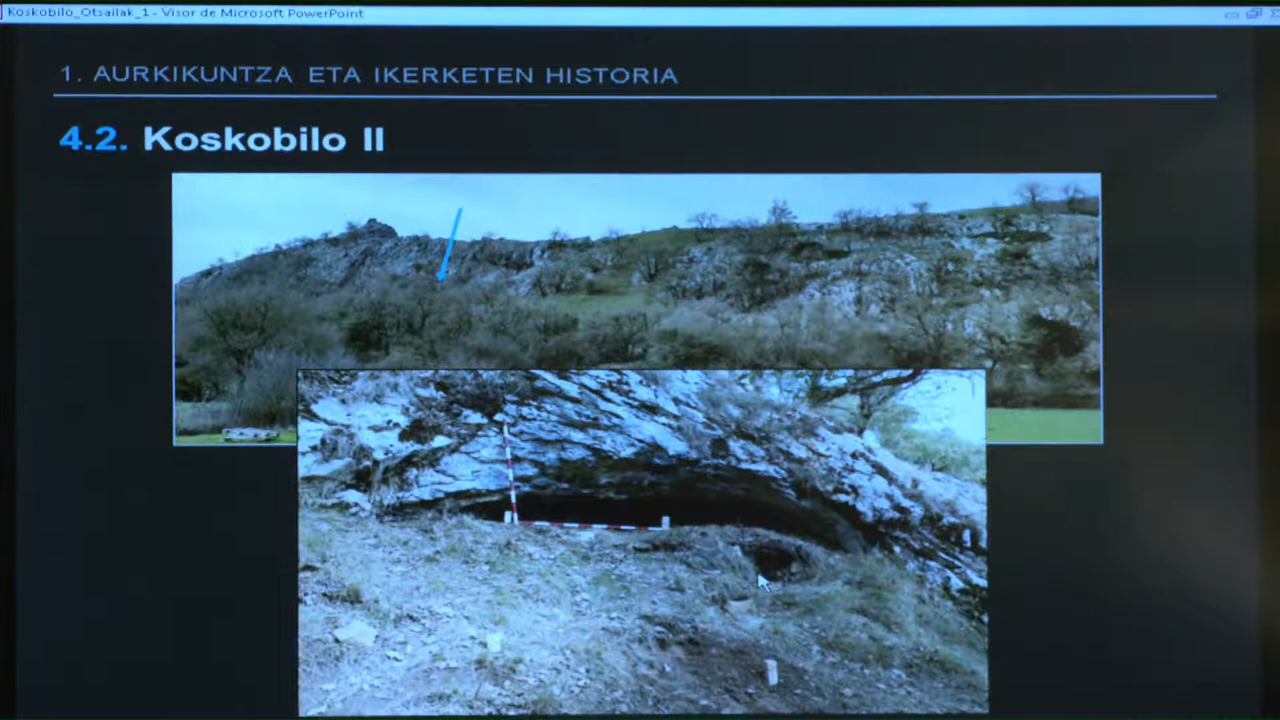 Koskobilo_Otsailak_1 - Visor de Microsoft PowerPoint
1. AURKIKUNTZA ETA IKERKETEN HISTORIA
4.2. Koskobilo II